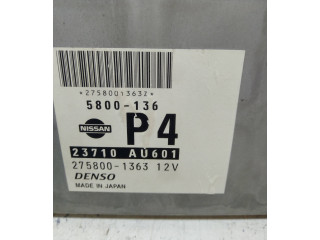 *27580013632*
5800-136
NISSAN
P4
23710 AU601
275800-1363 12V
DENSO
MADE IN JAPAN